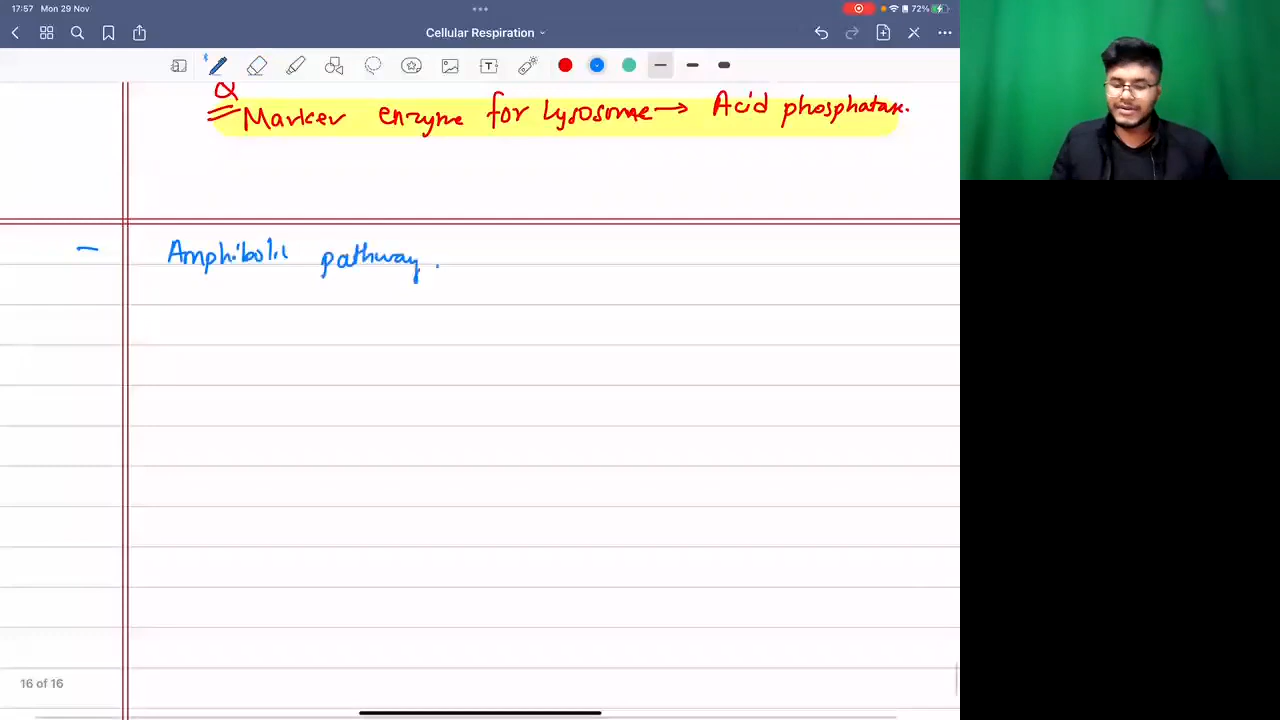 17:57 Mon 29 Nov
72%
Cellular Respiration
T
Q
Marker enzyme for Lysosome → Acid phosphatase.
— Amphibolic pathway.
16 of 16